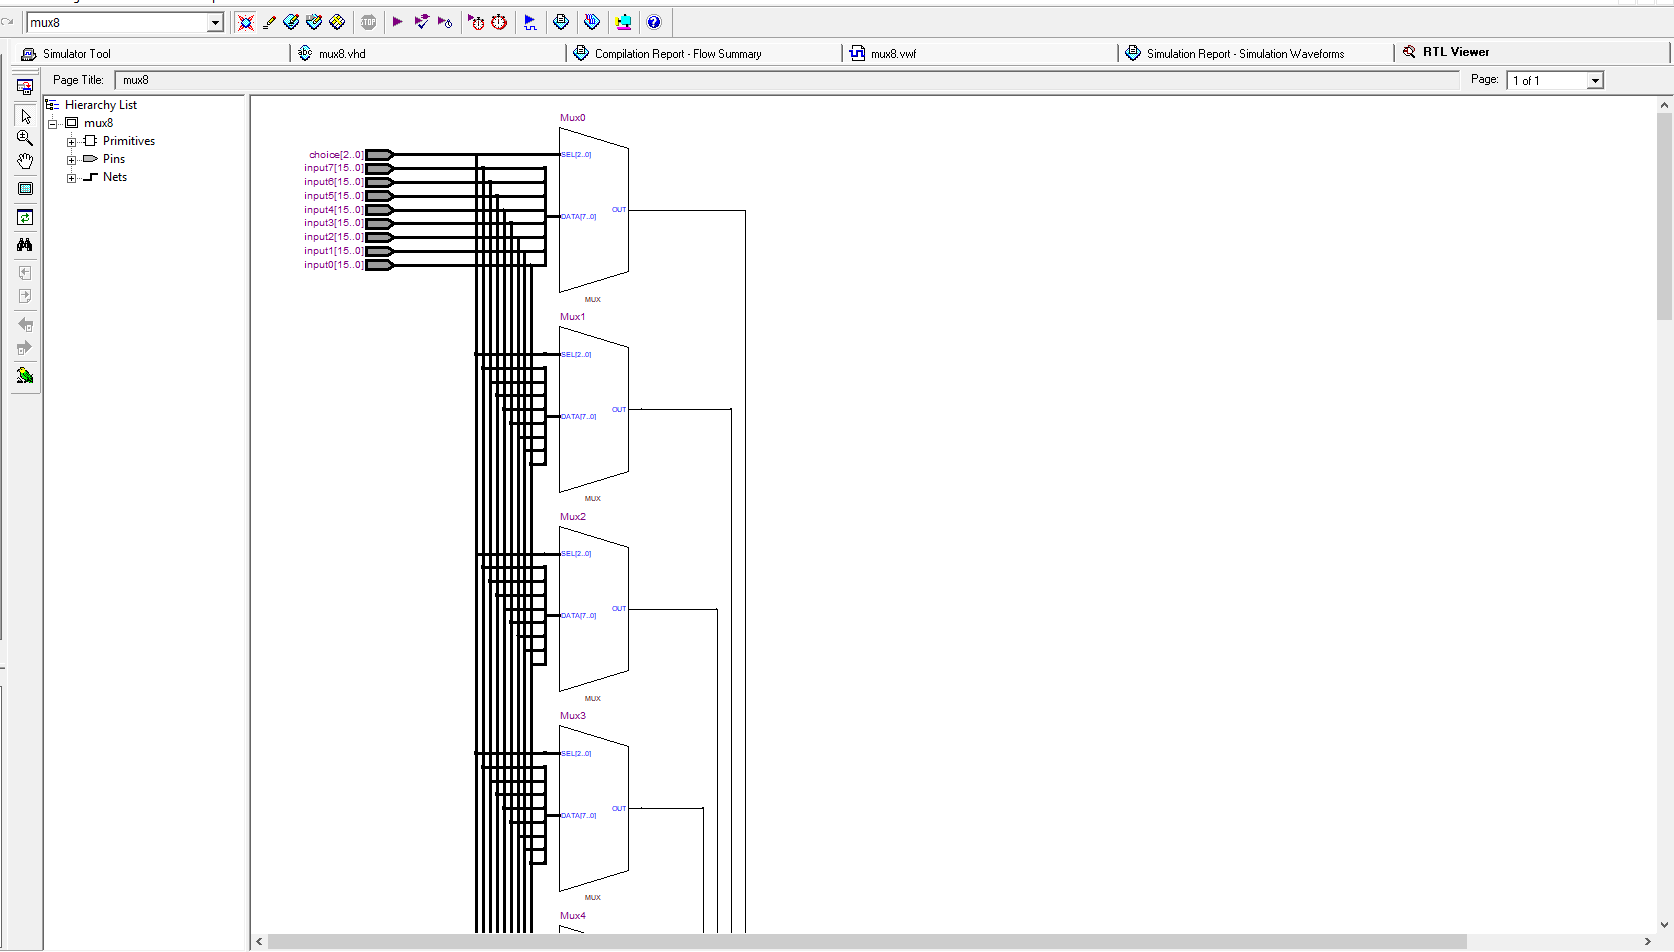 mux8
STOP
Simulator Tool
abc mux8.vhd
Compilation Report - Flow Summary
mux8.vwf
Simulation Report - Simulation Waveforms
RTL Viewer
Page Title: mux8
Page: 1 of 1
Hierarchy List
mux8
Primitives
Pins
Nets
Mux0
choice[2..0]
input7[15..0]
input6[15..0]
input5[15..0]
input4[15..0]
input3[15..0]
input2[15..0]
input1[15..0]
input0[15..0]
SEL[2..0]
OUT
DATA[7..0]
MUX
Mux1
SEL[2..0]
OUT
DATA[7..0]
MUX
Mux2
SEL[2..0]
OUT
DATA[7..0]
MUX
Mux3
SEL[2..0]
OUT
DATA[7..0]
MUX
Mux4